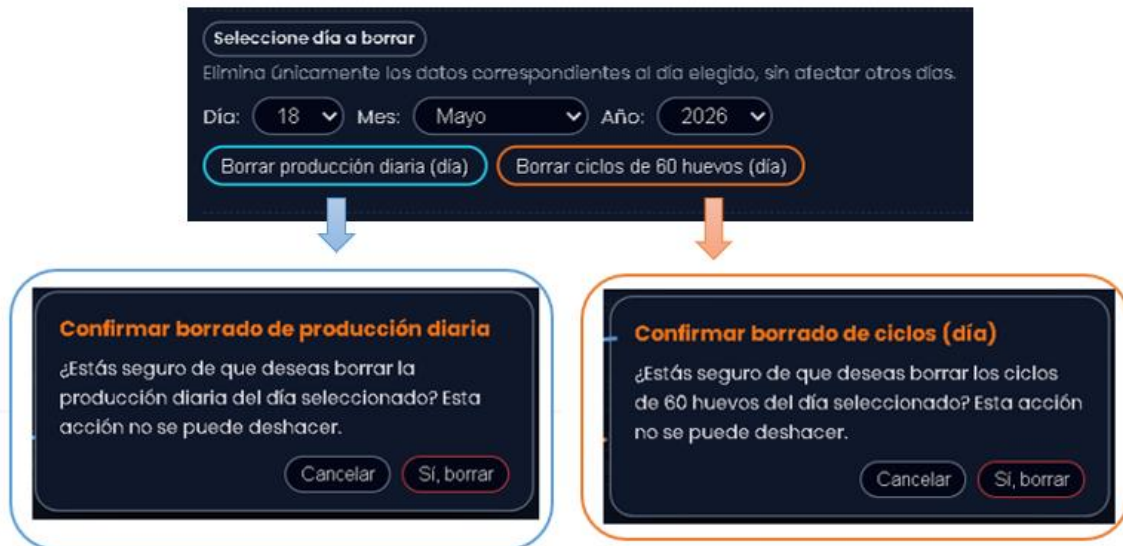 Seleccione día a borrar
Elimina únicamente los datos correspondientes al día elegido, sin afectar otros días.
Día: 18 Mes: Mayo Año: 2026
Borrar producción diaria (día) Borrar ciclos de 60 huevos (día)
Confirmar borrado de producción diaria
¿Estás seguro de que deseas borrar la
producción diaria del día seleccionado? Esta
acción no se puede deshacer.
Cancelar Sí, borrar
Confirmar borrado de ciclos (día)
¿Estás seguro de que deseas borrar los ciclos
de 60 huevos del día seleccionado? Esta acción
no se puede deshacer.
Cancelar Sí, borrar